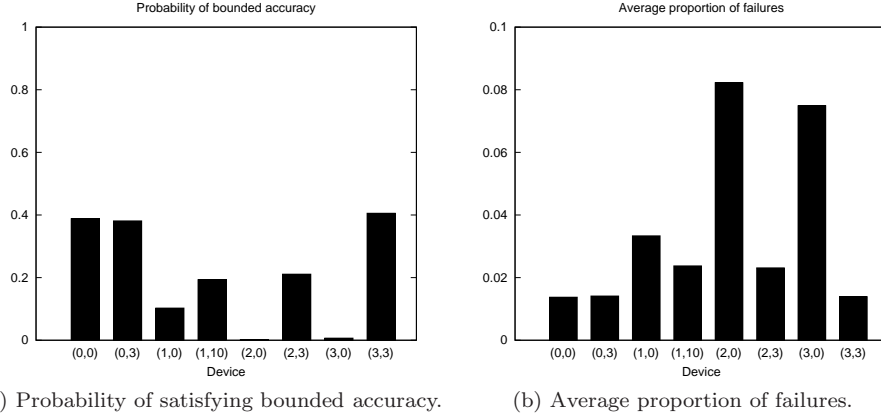 Probability of bounded accuracy
1
0.8
0.6
0.4
0.2
0
(0,0) (0,3) (1,0) (1,10) (2,0) (2,3) (3,0) (3,3)
Device
) Probability of satisfying bounded accuracy.
Average proportion of failures
0.1
0.08
0.06
0.04
0.02
0
(0,0) (0,3) (1,0) (1,10) (2,0) (2,3) (3,0) (3,3)
Device
(b) Average proportion of failures.